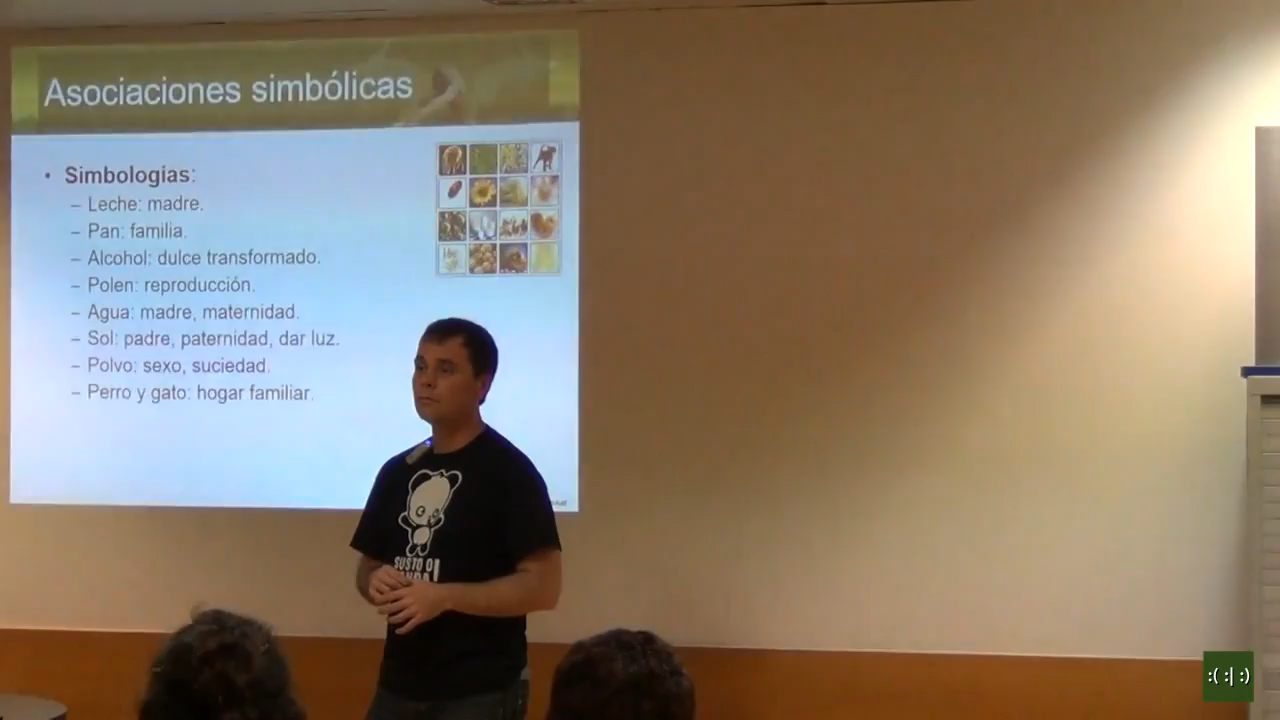 Asociaciones simbólicas
• Simbologías:
– Leche: madre.
– Pan: familia.
– Alcohol: dulce transformado.
– Polen: reproducción.
– Agua: madre, maternidad.
– Sol: padre, paternidad, dar luz.
– Polvo: sexo, suciedad.
– Perro y gato: hogar familiar.
SUSTO O
:( :| :)